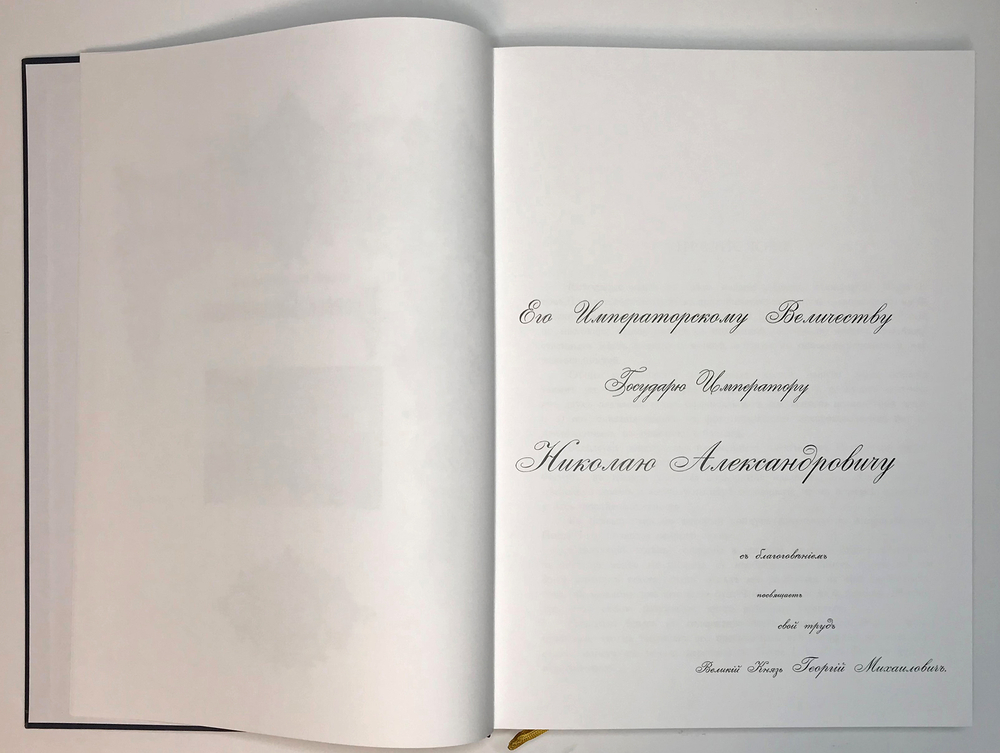 Его Императорскому Величеству
Государю Императору
Николаю Александровичу
съ благоговѣніемъ
посвящаетъ
свой трудъ
Великій Князь Георгій Михаиловичъ.